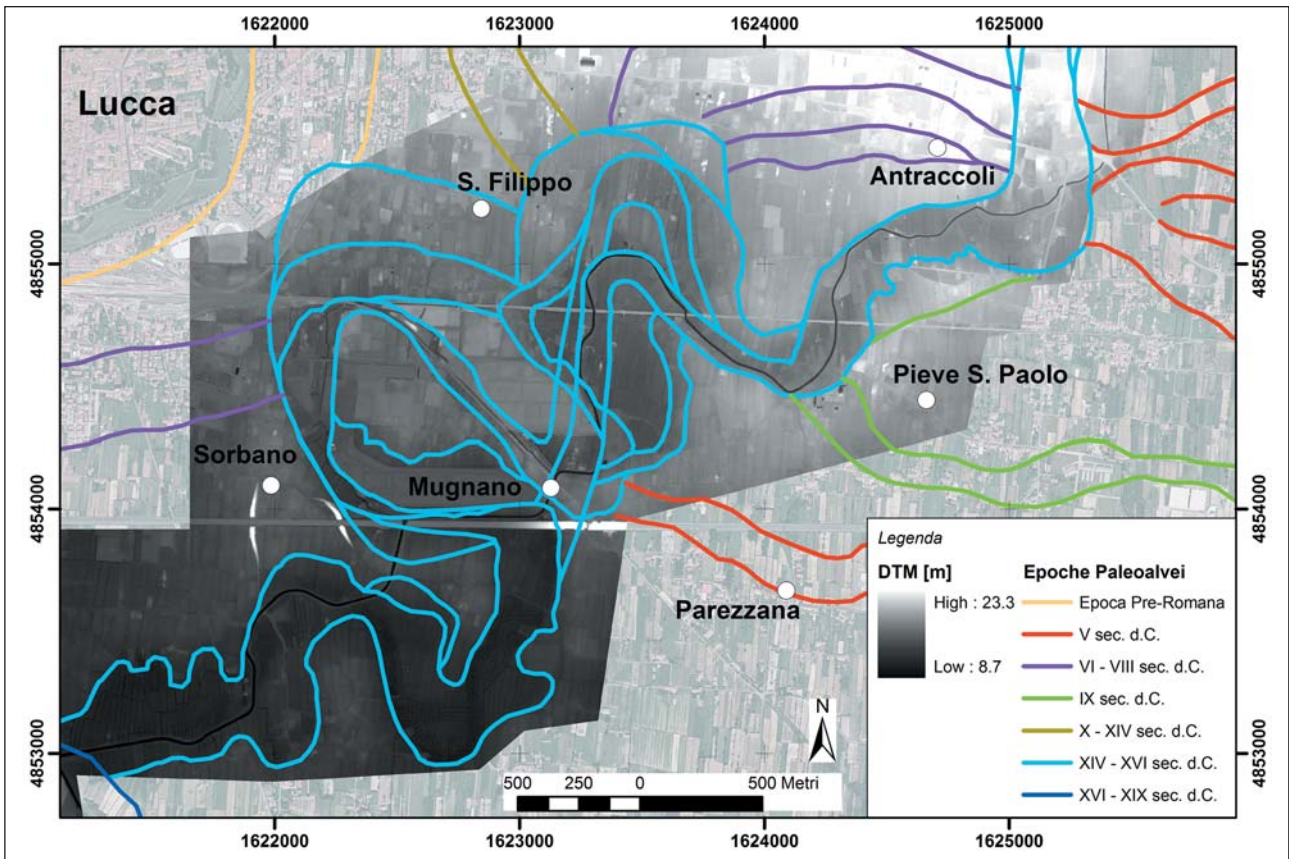 1622000 1623000 1624000 1625000
Lucca
S. Filippo
Antraccoli
4855000 4855000
Pieve S. Paolo
Sorbano
Mugnano
4854000 4854000
Legenda
DTM [m] Epoche Paleoalvei
High : 23.3
Low : 8.7
Epoca Pre-Romana
V sec. d.C.
VI - VIII sec. d.C.
IX sec. d.C.
X - XIV sec. d.C.
XIV - XVI sec. d.C.
XVI - XIX sec. d.C.
Parezzana
N
4853000 4853000
500 250 0 500 Metri
1622000 1623000 1624000 1625000